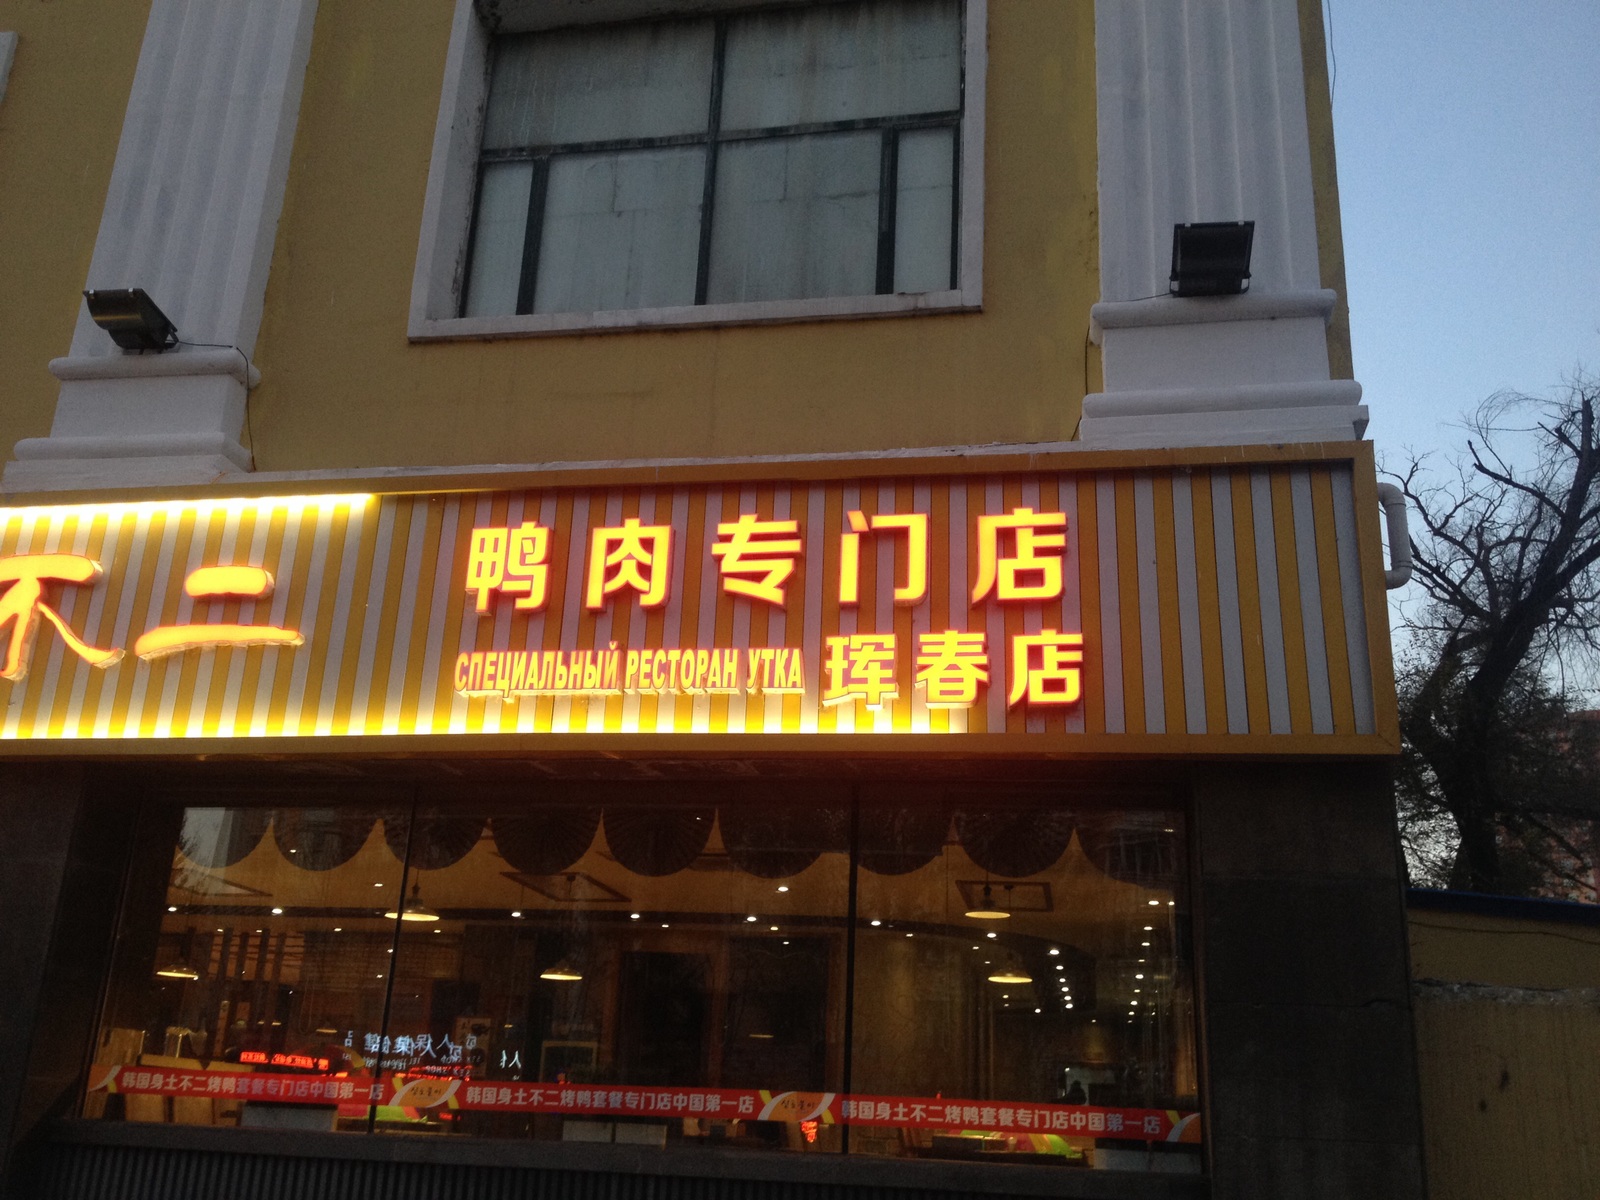 不二
鸭肉专门店
СПЕЦИАЛЬНЫЙ РЕСТОРАН УТКА
珲春店
韩国身土不二烤鸭套餐专门店中国第一店
韩国身土不二烤鸭套餐专门店中国第一店
韩国身土不二烤鸭套餐专门店中国第一店